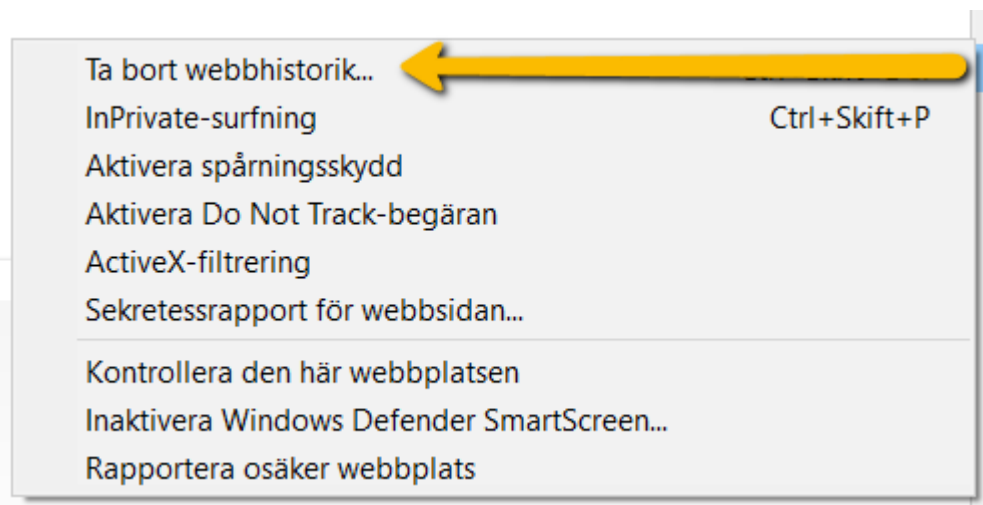 Ta bort webbhistorik...
InPrivate-surfning Ctrl+Skift+P
Aktivera spårningsskydd
Aktivera Do Not Track-begäran
ActiveX-filtrering
Sekretessrapport för webbsidan...
Kontrollera den här webbplatsen
Inaktivera Windows Defender SmartScreen...
Rapportera osäker webbplats